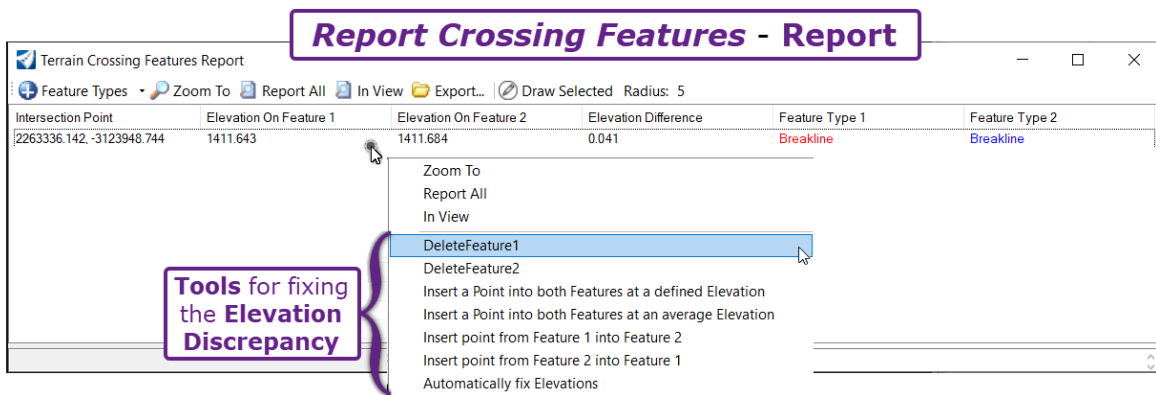 Report Crossing Features - Report
Terrain Crossing Features Report
Feature Types Zoom To Report All In View Export... Draw Selected Radius: 5
Intersection Point Elevation On Feature 1 Elevation On Feature 2 Elevation Difference Feature Type 1 Feature Type 2
2263336.142, -3123948.744 1411.643 1411.684 0.041 Breakline Breakline
Zoom To
Report All
In View
DeleteFeature1
DeleteFeature2
Insert a Point into both Features at a defined Elevation
Insert a Point into both Features at an average Elevation
Insert point from Feature 1 into Feature 2
Insert point from Feature 2 into Feature 1
Automatically fix Elevations
Tools for fixing
the Elevation
Discrepancy